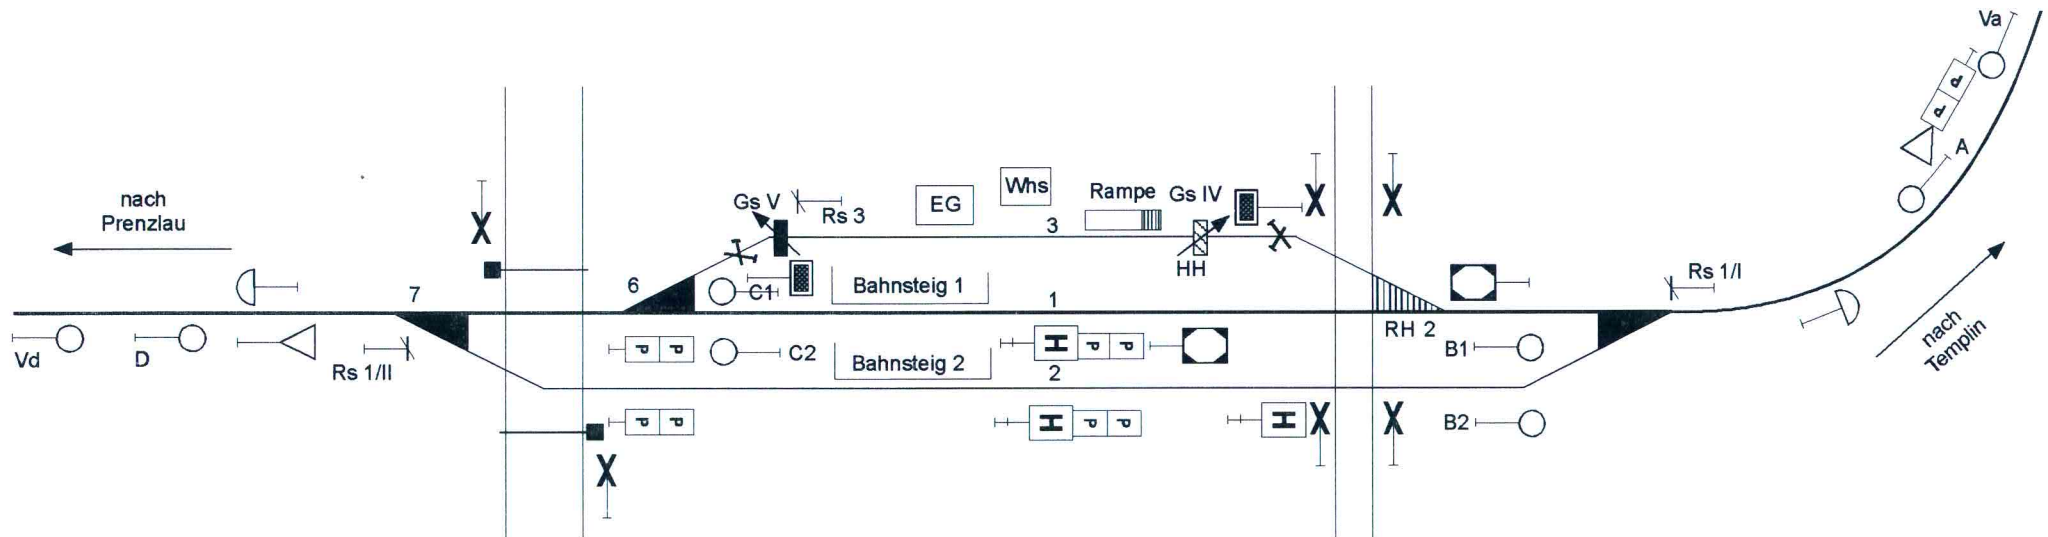 Va
A
nach
Prenzlau
Gs V
Rs 3
EG
Whs
Rampe
Gs IV
3
HH
7
6
C1
Bahnsteig 1
1
RH 2
Rs 1/I
nach
Templin
Vd
D
Rs 1/II
P P
C2
Bahnsteig 2
2
H P P
B1
P P
H P P
H
B2
P P